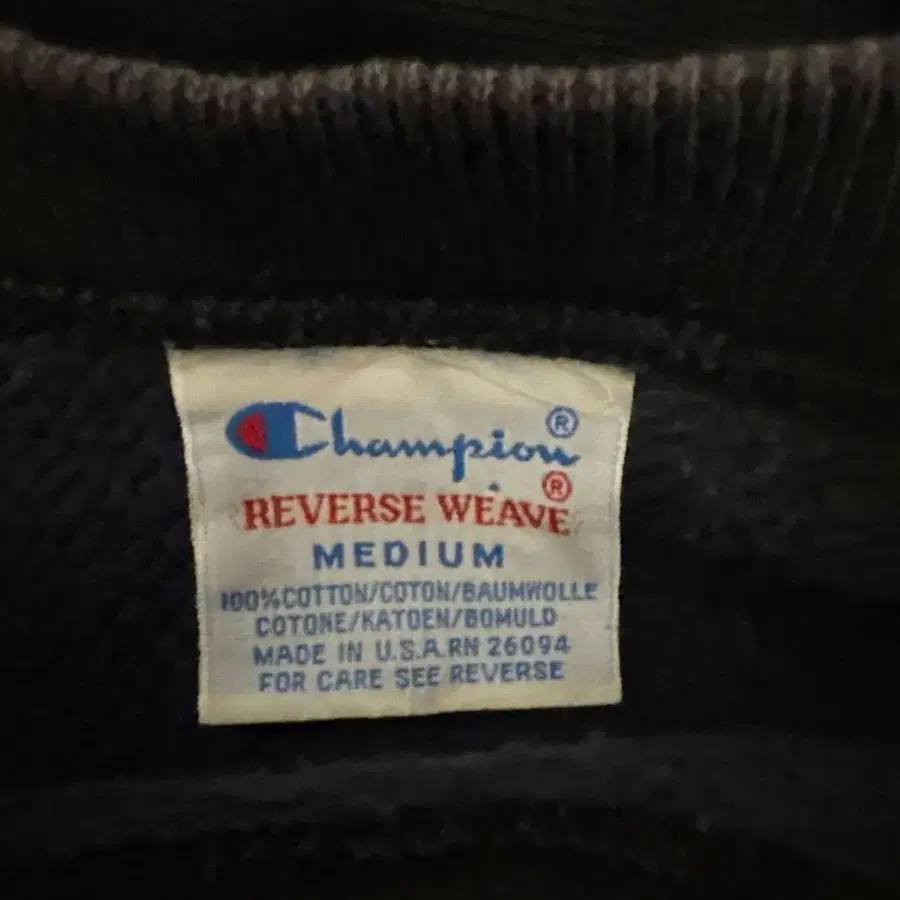 Champion®
REVERSE WEAVE®
MEDIUM
100%COTTON/COTON/BAUMWOLLE
COTONE/KATOEN/BOMULD
MADE IN U.S.A.RN 26094
FOR CARE SEE REVERSE